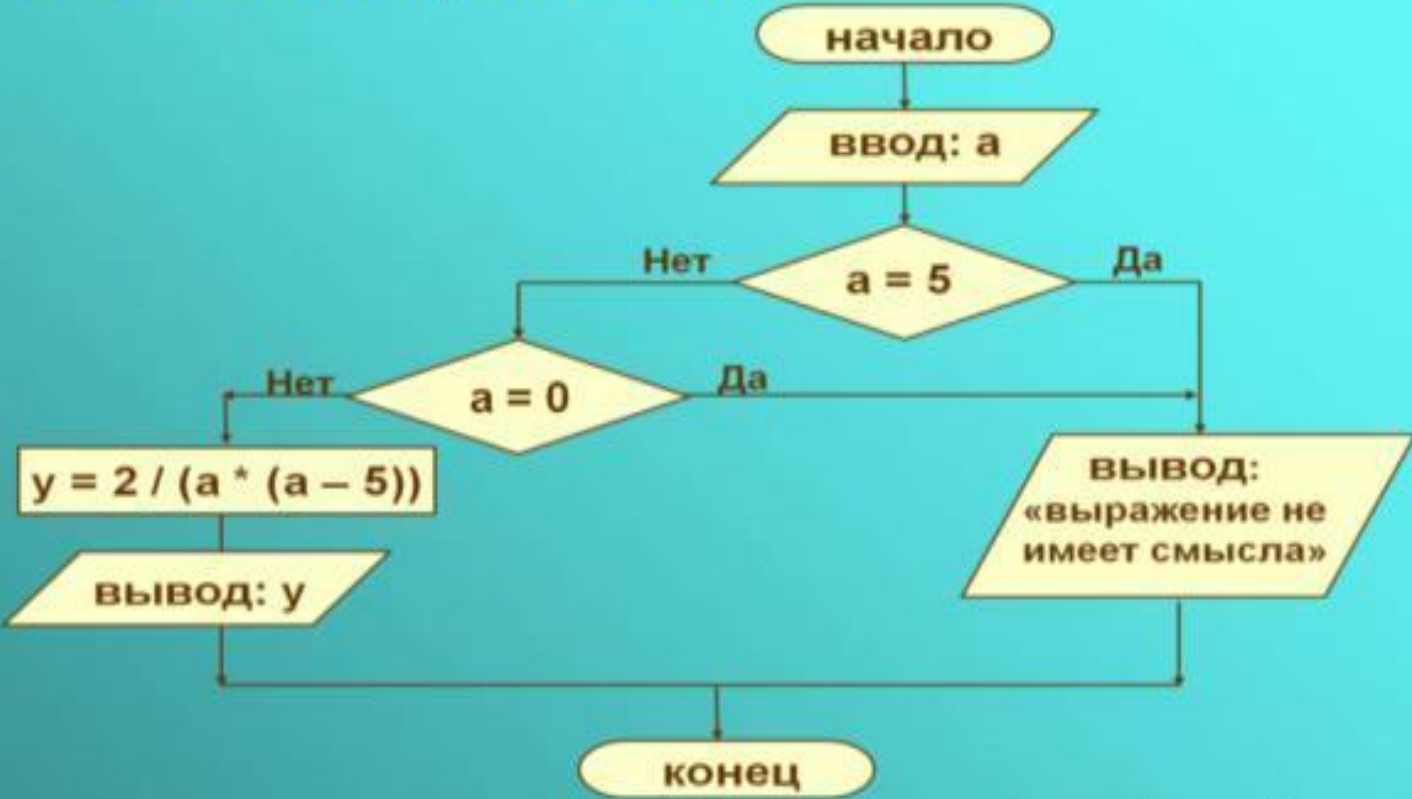 начало
ввод: a
Нет
a = 5
Да
Нет
a = 0
Да
y = 2 / (a * (a – 5))
вывод:
«выражение не
имеет смысла»
вывод: y
конец